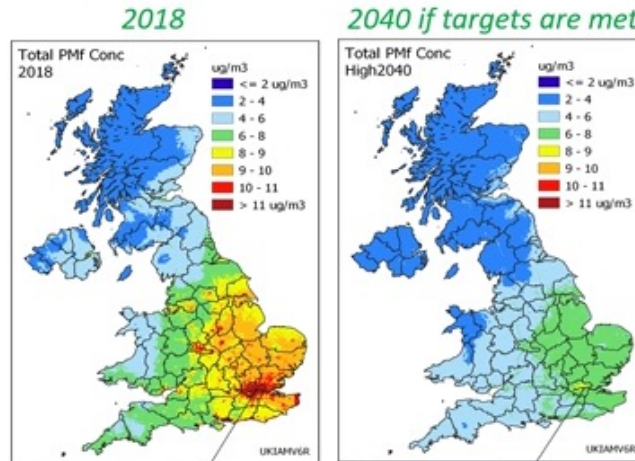 2018
2040 if targets are met
Total PMf Conc
2018
ug/m3
<= 2 ug/m3
2 - 4
4 - 6
6 - 8
8 - 9
9 - 10
10 - 11
> 11 ug/m3
UKIAMV6R
Total PMf Conc
High2040
ug/m3
<= 2 ug/m3
2 - 4
4 - 6
6 - 8
8 - 9
9 - 10
10 - 11
> 11 ug/m3
UKIAMV6R